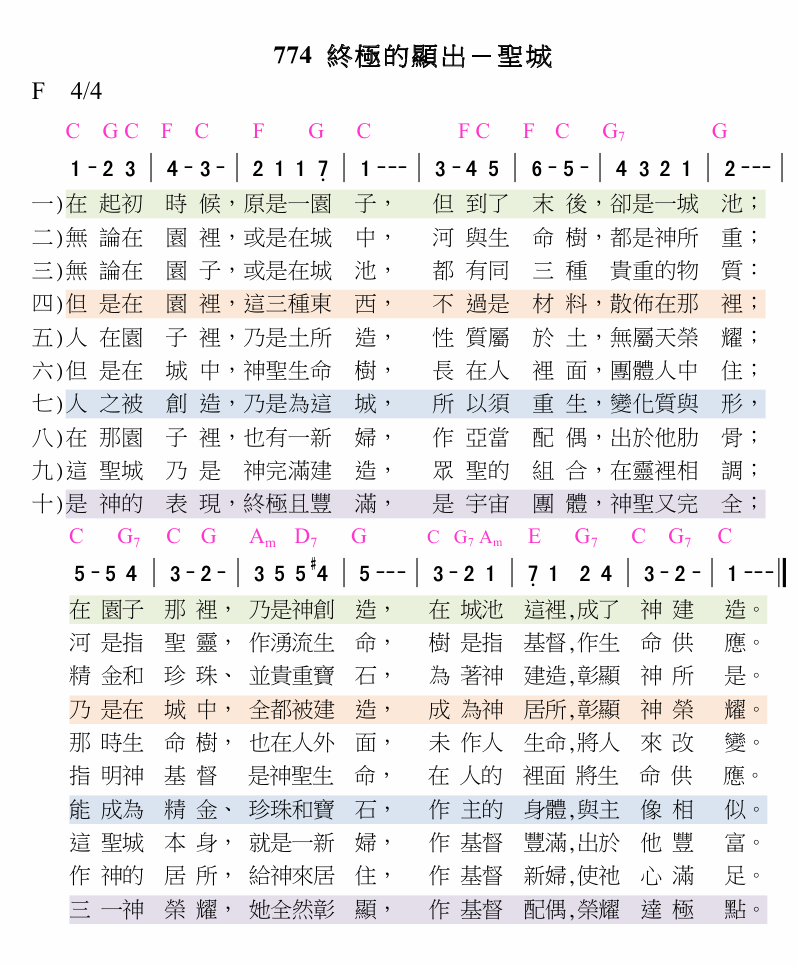 774 終極的顯出－聖城
F 4/4
C G C F C F G C F C F C G7 G
1 - 2 3 | 4 - 3 - | 2 1 1 7̣ | 1 - - - | 3 - 4 5 | 6 - 5 - | 4 3 2 1 | 2 - - - |
一)在 起初 時 候，原是一園 子， 但 到了 末 後，卻是一城 池；
二)無 論在 園 裡，或是在城 中， 河 與生 命 樹，都是神所 重；
三)無 論在 園 子，或是在城 池， 都 有同 三 種 貴重的物 質：
四)但 是在 園 裡，這三種東 西， 不 過是 材 料，散佈在那 裡；
五)人 在園 子 裡，乃是土所 造， 性 質屬 於 土，無屬天榮 耀；
六)但 是在 城 中，神聖生命 樹， 長 在人 裡 面，團體人中 住；
七)人 之被 創 造，乃是為這 城， 所 以須 重 生，變化質與 形，
八)在 那園 子 裡，也有一新 婦， 作 亞當 配 偶，出於他肋 骨；
九)這 聖城 乃 是 神完滿建 造， 眾 聖的 組 合，在靈裡相 調；
十)是 神的 表 現，終極且豐 滿， 是 宇宙 團 體，神聖又完 全；
C G7 C G Am D7 G C G7 Am E G7 C G7 C
5 - 5 4 | 3 - 2 - | 3 5 5 #4 | 5 - - - | 3 - 2 1 | 7̣ 1 2 4 | 3 - 2 - | 1 - - - ‖
在 園子 那 裡， 乃是神創 造， 在 城池 這裡,成了 神 建 造。
河 是指 聖 靈， 作湧流生 命， 樹 是指 基督,作生 命 供 應。
精 金和 珍 珠、 並貴重寶 石， 為 著神 建造,彰顯 神 所 是。
乃 是在 城 中， 全都被建 造， 成 為神 居所,彰顯 神 榮 耀。
那 時生 命 樹， 也在人外 面， 未 作人 生命,將人 來 改 變。
指 明神 基 督 是神聖生 命， 在 人的 裡面 將生 命 供 應。
能 成為 精 金、 珍珠和寶 石， 作 主的 身體,與主 像 相 似。
這 聖城 本 身， 就是一新 婦， 作 基督 豐滿,出於 他 豐 富。
作 神的 居 所， 給神來居 住， 作 基督 新婦,使祂 心 滿 足。
三 一神 榮 耀， 她全然彰 顯， 作 基督 配偶,榮耀 達 極 點。